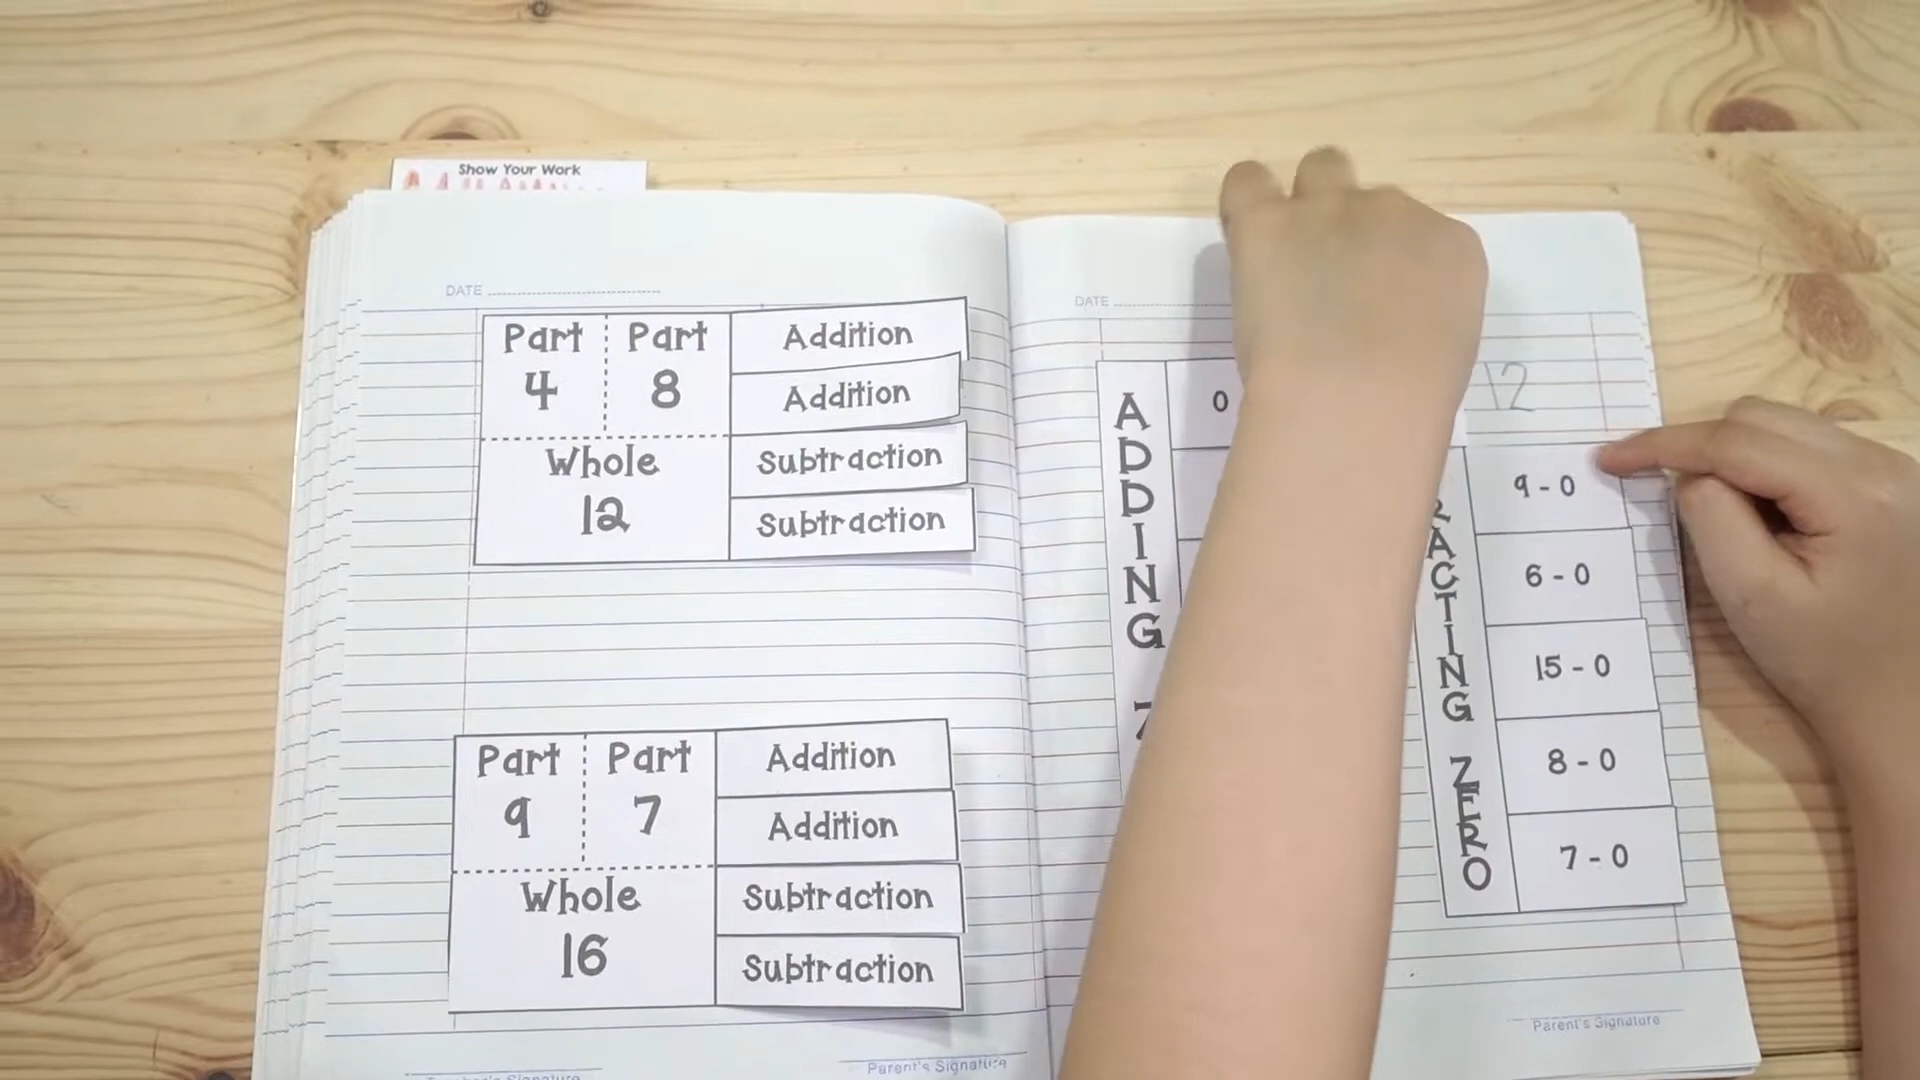 Show Your Work
DATE
Part
Part
Addition
4
8
Addition
Whole
Subtraction
12
Subtraction
Part
Part
Addition
9
7
Addition
Whole
Subtraction
16
Subtraction
Parent's Signature
DATE
ADDING
0
12
ACTING ZERO
9 - 0
6 - 0
15 - 0
8 - 0
7 - 0
Parent's Signature